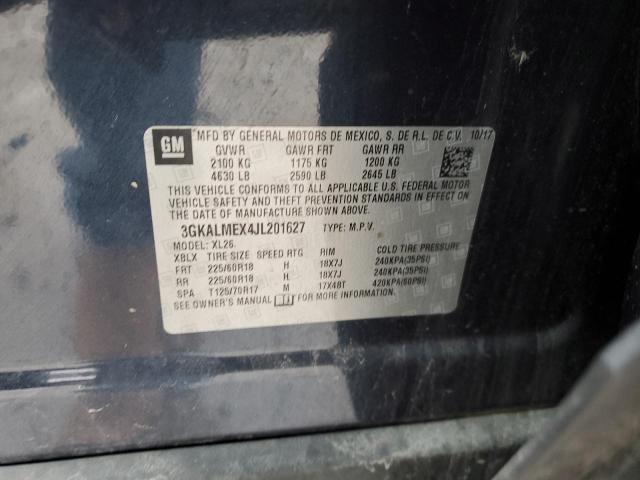 GM
MFD BY GENERAL MOTORS DE MEXICO, S. DE R.L. DE C.V. 10/17
GVWR GAWR FRT GAWR RR
2100 KG 1175 KG 1200 KG
4630 LB 2590 LB 2645 LB
THIS VEHICLE CONFORMS TO ALL APPLICABLE U.S. FEDERAL MOTOR
VEHICLE SAFETY AND THEFT PREVENTION STANDARDS IN EFFECT ON
THE DATE OF MANUFACTURE SHOWN ABOVE.
3GKALMEX4JL201627 TYPE: M.P.V.
MODEL: XL26.
XBLX TIRE SIZE SPEED RTG RIM COLD TIRE PRESSURE
FRT 225/60R18 H 18X7J 240KPA(35PSI)
RR 225/60R18 H 18X7J 240KPA(35PSI)
SPA T125/70R17 M 17X4BT 420KPA(60PSI)
SEE OWNER'S MANUAL FOR MORE INFORMATION.